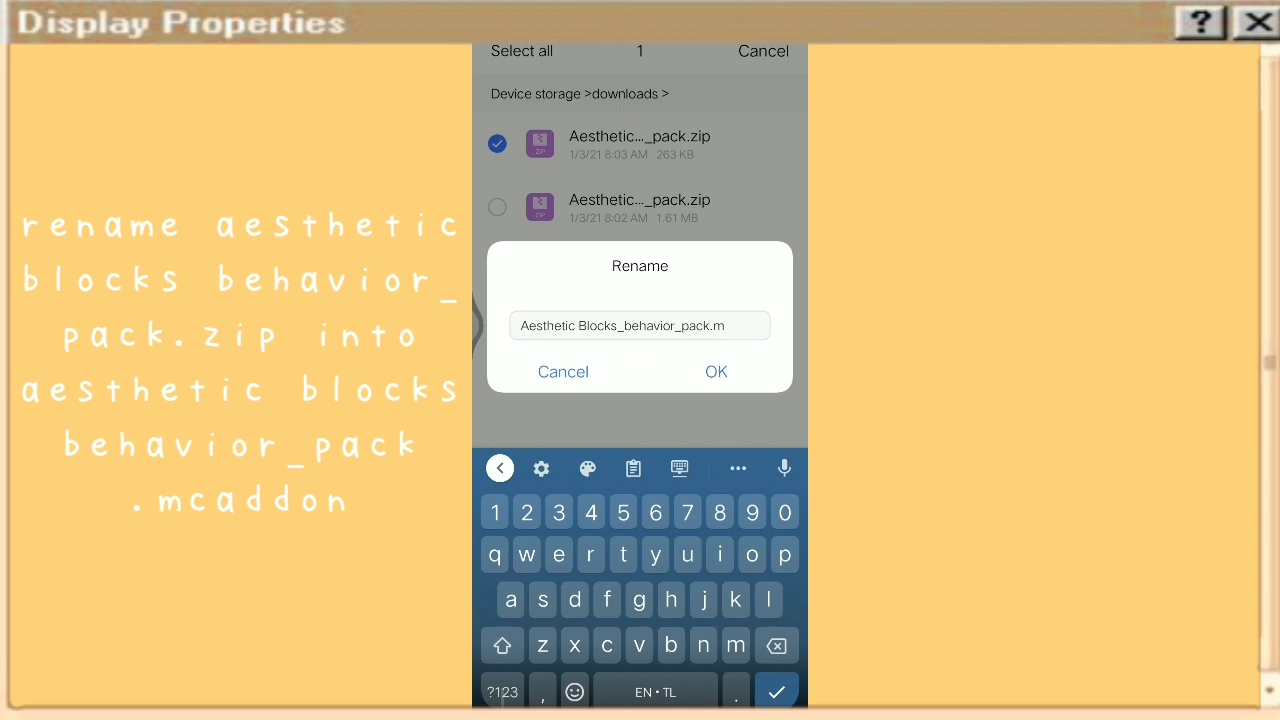 Display Properties
?
rename aesthetic
blocks behavior_
pack.zip into
aesthetic blocks
behavior_pack
.mcaddon
Select all 1 Cancel
Device storage >downloads >
Aesthetic..._pack.zip
ZIP
1/3/21 8:03 AM 263 KB
Aesthetic..._pack.zip
ZIP
1/3/21 8:02 AM 1.61 MB
Rename
Aesthetic Blocks_behavior_pack.m
Cancel OK
1 2 3 4 5 6 7 8 9 0
q w e r t y u i o p
a s d f g h j k l
z x c v b n m
?123 , EN • TL .